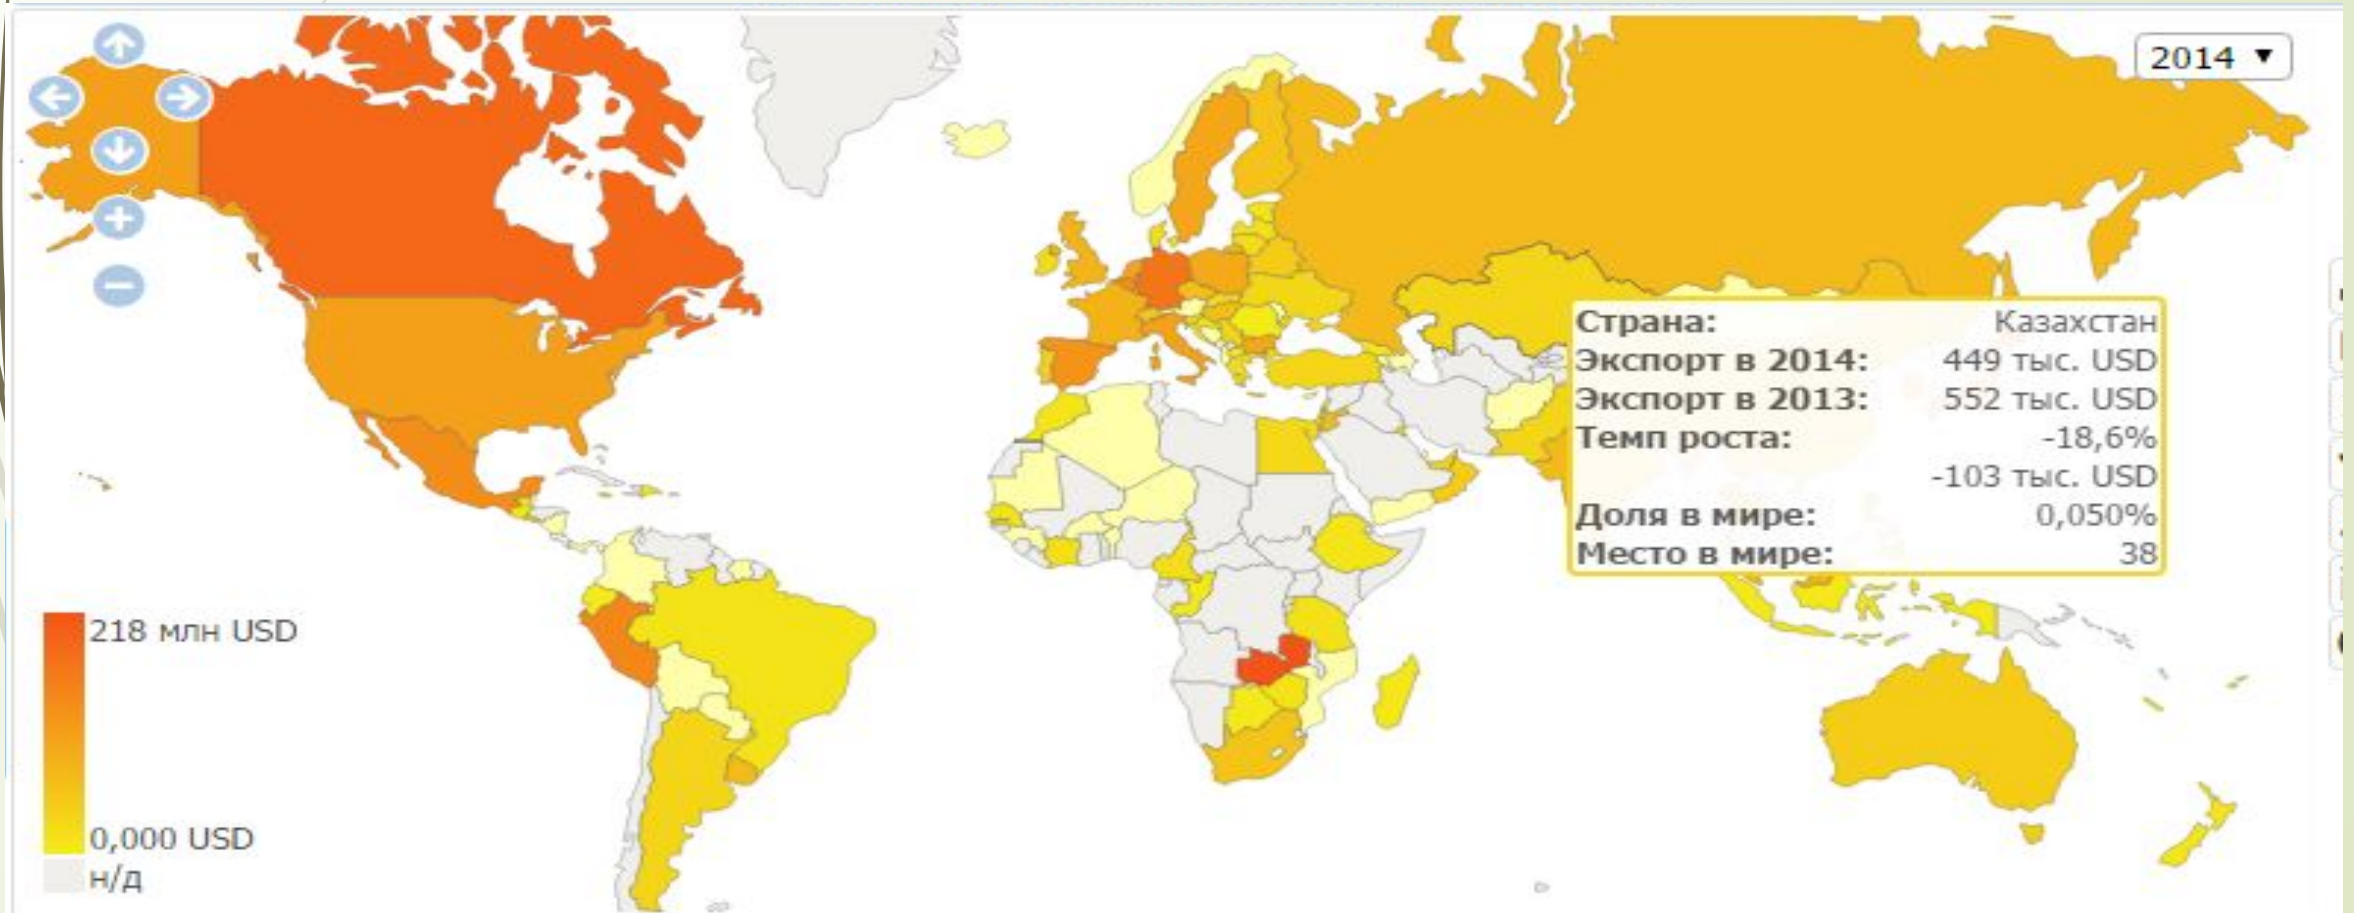 2014 ▼
Страна: Казахстан
Экспорт в 2014: 449 тыс. USD
Экспорт в 2013: 552 тыс. USD
Темп роста: -18,6%
-103 тыс. USD
Доля в мире: 0,050%
Место в мире: 38
218 млн USD
0,000 USD
н/д